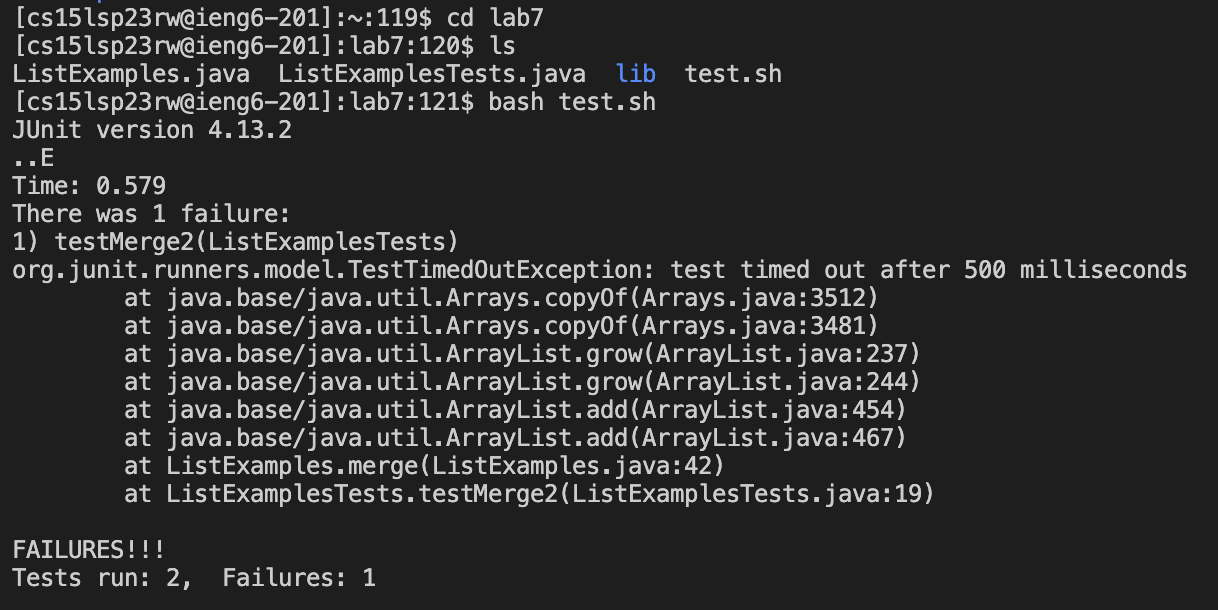 [cs15lsp23rw@ieng6-201]:~:119$ cd lab7
[cs15lsp23rw@ieng6-201]:lab7:120$ ls
ListExamples.java  ListExamplesTests.java  lib  test.sh
[cs15lsp23rw@ieng6-201]:lab7:121$ bash test.sh
JUnit version 4.13.2
..E
Time: 0.579
There was 1 failure:
1) testMerge2(ListExamplesTests)
org.junit.runners.model.TestTimedOutException: test timed out after 500 milliseconds
        at java.base/java.util.Arrays.copyOf(Arrays.java:3512)
        at java.base/java.util.Arrays.copyOf(Arrays.java:3481)
        at java.base/java.util.ArrayList.grow(ArrayList.java:237)
        at java.base/java.util.ArrayList.grow(ArrayList.java:244)
        at java.base/java.util.ArrayList.add(ArrayList.java:454)
        at java.base/java.util.ArrayList.add(ArrayList.java:467)
        at ListExamples.merge(ListExamples.java:42)
        at ListExamplesTests.testMerge2(ListExamplesTests.java:19)

FAILURES!!!
Tests run: 2,  Failures: 1